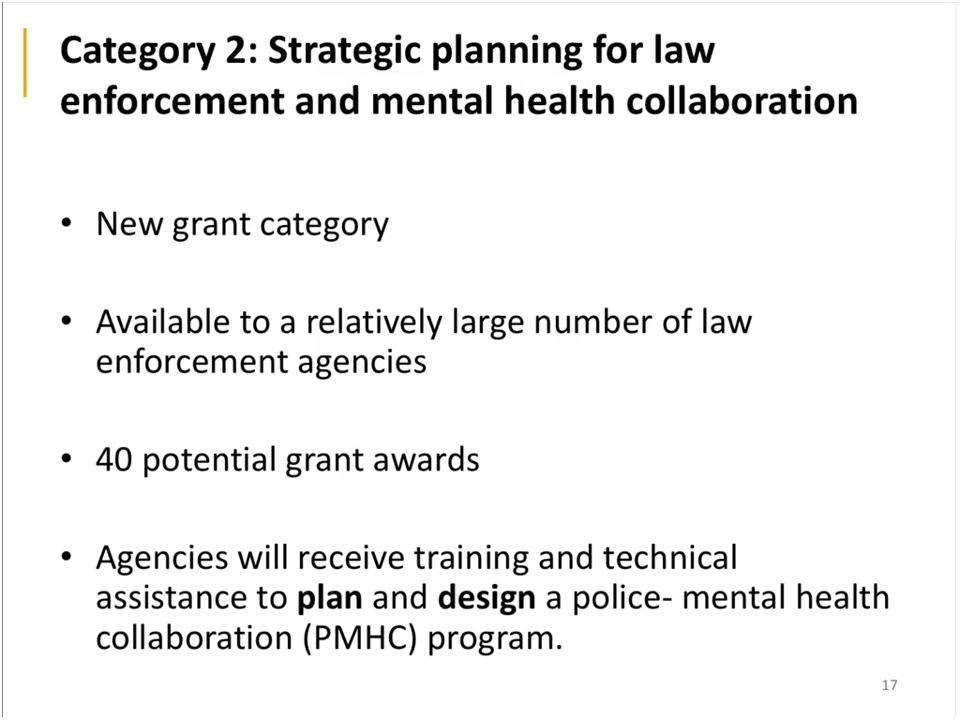 Category 2: Strategic planning for law
enforcement and mental health collaboration
• New grant category
• Available to a relatively large number of law
enforcement agencies
• 40 potential grant awards
• Agencies will receive training and technical
assistance to plan and design a police- mental health
collaboration (PMHC) program.
17